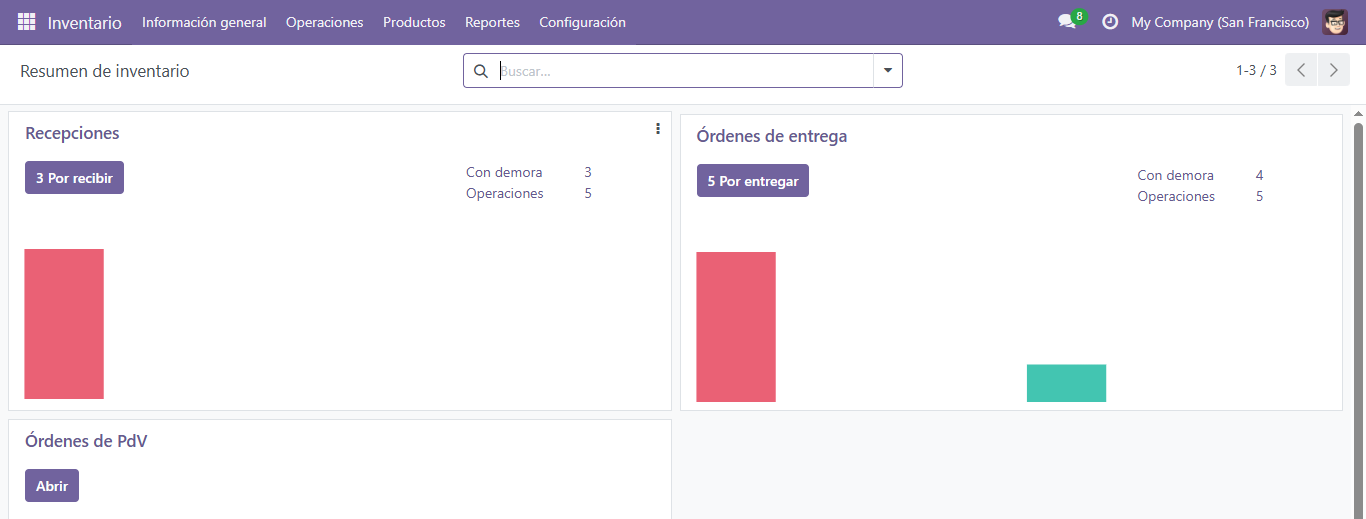 Inventario Información general Operaciones Productos Reportes Configuración 8 My Company (San Francisco)
Resumen de inventario Buscar... 1-3 / 3
Recepciones
3 Por recibir
Con demora 3
Operaciones 5
Órdenes de entrega
5 Por entregar
Con demora 4
Operaciones 5
Órdenes de PdV
Abrir